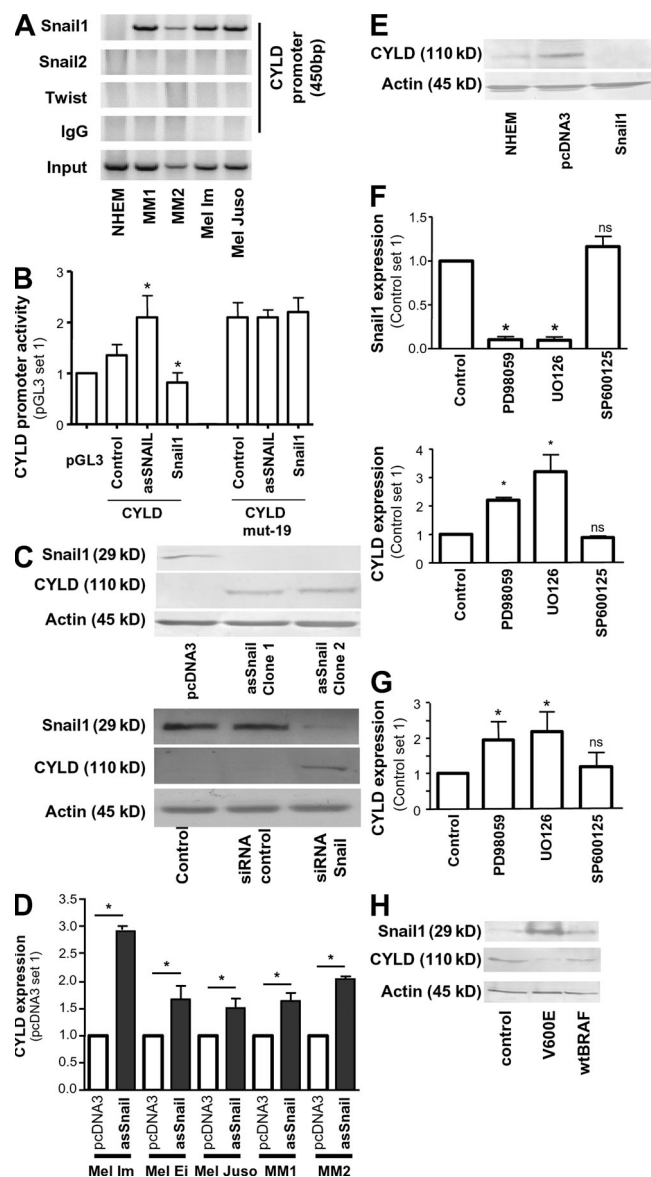 A
Snail1
Snail2
Twist
IgG
Input
CYLD
promoter
(450bp)
NHEM
MM1
MM2
Mel Im
Mel Juso
B
CYLD promoter activity
(pGL3 set 1)
3
2
1
0
*
*
pGL3
Control
asSNAIL
Snail1
Control
asSNAIL
Snail1
CYLD
CYLD
mut-19
C
Snail1 (29 kD)
CYLD (110 kD)
Actin (45 kD)
pcDNA3
asSnail
Clone 1
asSnail
Clone 2
Snail1 (29 kD)
CYLD (110 kD)
Actin (45 kD)
Control
siRNA
control
siRNA
Snail
D
CYLD expression
(pcDNA3 set 1)
3.5
3.0
2.5
2.0
1.5
1.0
0.5
0.0
*
*
*
*
*
pcDNA3
asSnail
pcDNA3
asSnail
pcDNA3
asSnail
pcDNA3
asSnail
pcDNA3
asSnail
Mel Im
Mel Ei
Mel Juso
MM1
MM2
E
CYLD (110 kD)
Actin (45 kD)
NHEM
pcDNA3
Snail1
F
Snail1 expression
(Control set 1)
1.5
1.0
0.5
0.0
*
*
ns
Control
PD98059
UO126
SP600125
CYLD expression
(Control set 1)
4
3
2
1
0
*
*
ns
Control
PD98059
UO126
SP600125
G
CYLD expression
(Control set 1)
3
2
1
0
*
*
ns
Control
PD98059
UO126
SP600125
H
Snail1 (29 kD)
CYLD (110 kD)
Actin (45 kD)
control
V600E
wtBRAF